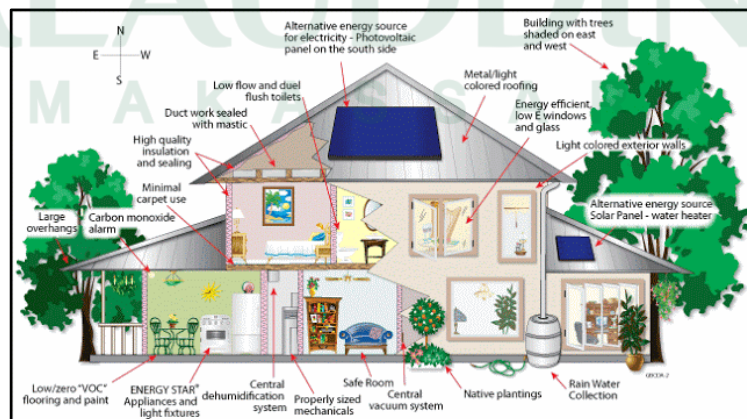 ALAUDDIN
MAKASSAR
N
E W
S
Alternative energy source
for electricity - Photovoltaic
panel on the south side
Building with trees
shaded on east
and west
Low flow and duel
flush toilets
Metal/light
colored roofing
Duct work sealed
with mastic
Energy efficient
low E windows
and glass
High quality
insulation
and sealing
Light colored exterior walls
Minimal
carpet use
Alternative energy source
Solar Panel - water heater
Large
overhangs
Carbon monoxide
alarm
Low/zero "VOC"
flooring and paint
ENERGY STAR®
Appliances and
light fixtures
Central
dehumidification
system
Properly sized
mechanicals
Safe Room
Central
vacuum system
Native plantings
Rain Water
Collection